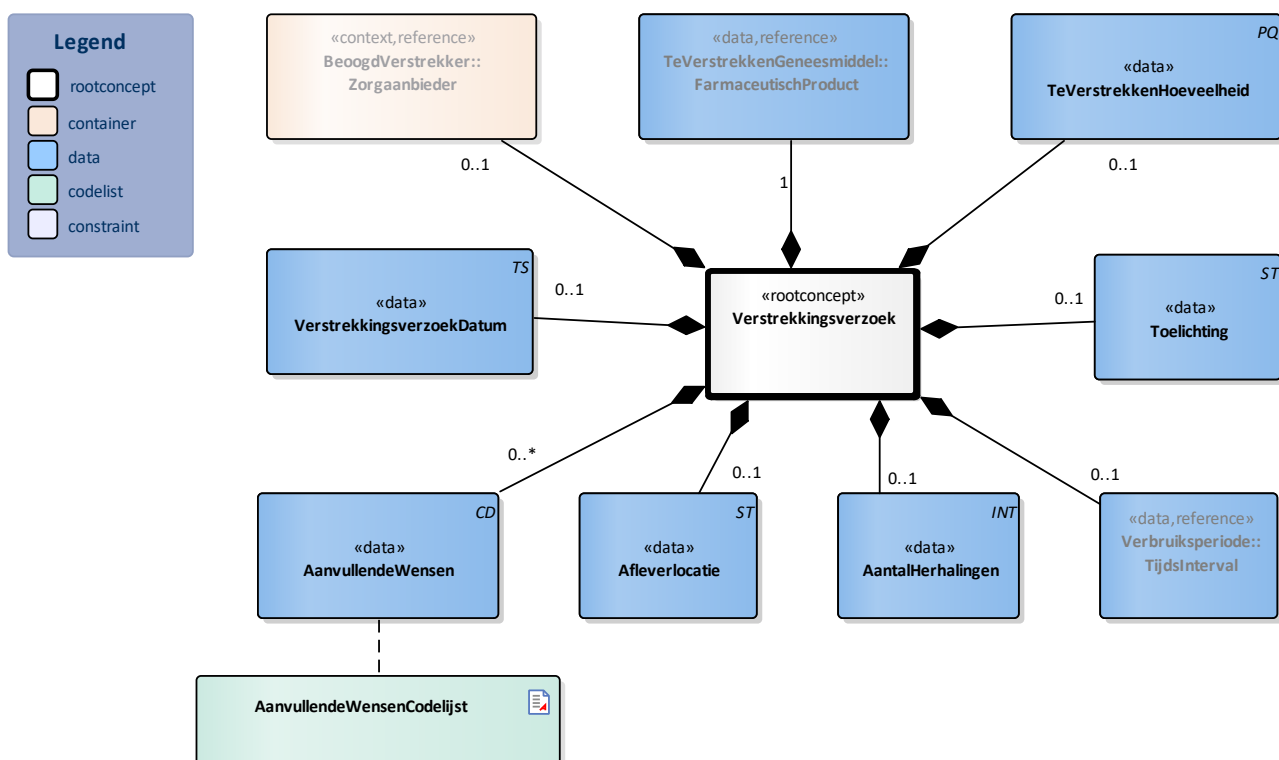 Legend
rootconcept
container
data
codelist
constraint
«context,reference»
BeoogdVerstrekker::
Zorgaanbieder
«data,reference»
TeVerstrekkenGeneesmiddel::
FarmaceutischProduct
PQ
«data»
TeVerstrekkenHoeveelheid
0..1
1
0..1
TS
«data»
VerstrekkingsverzoekDatum
0..1
«rootconcept»
Verstrekkingsverzoek
0..1
ST
«data»
Toelichting
0..*
0..1
0..1
0..1
CD
«data»
AanvullendeWensen
ST
«data»
Afleverlocatie
INT
«data»
AantalHerhalingen
«data,reference»
Verbruiksperiode::
TijdsInterval
AanvullendeWensenCodelijst